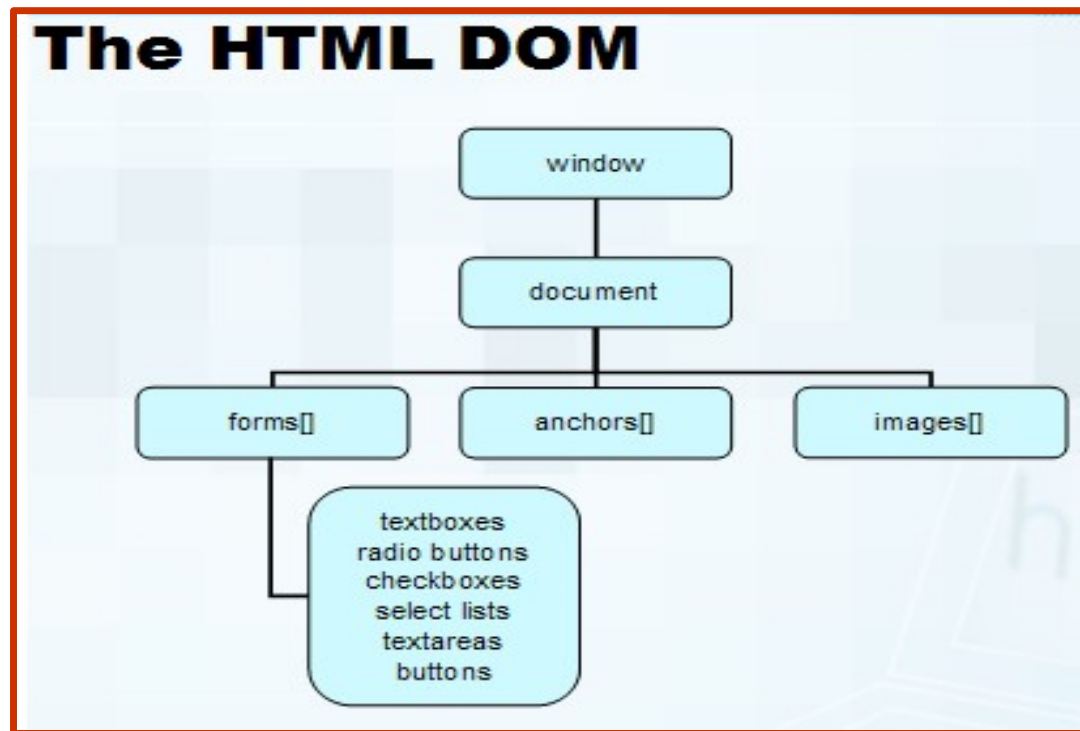 The HTML DOM
window
document
forms[]
anchors[]
images[]
textboxes
radio buttons
checkboxes
select lists
textareas
buttons
h